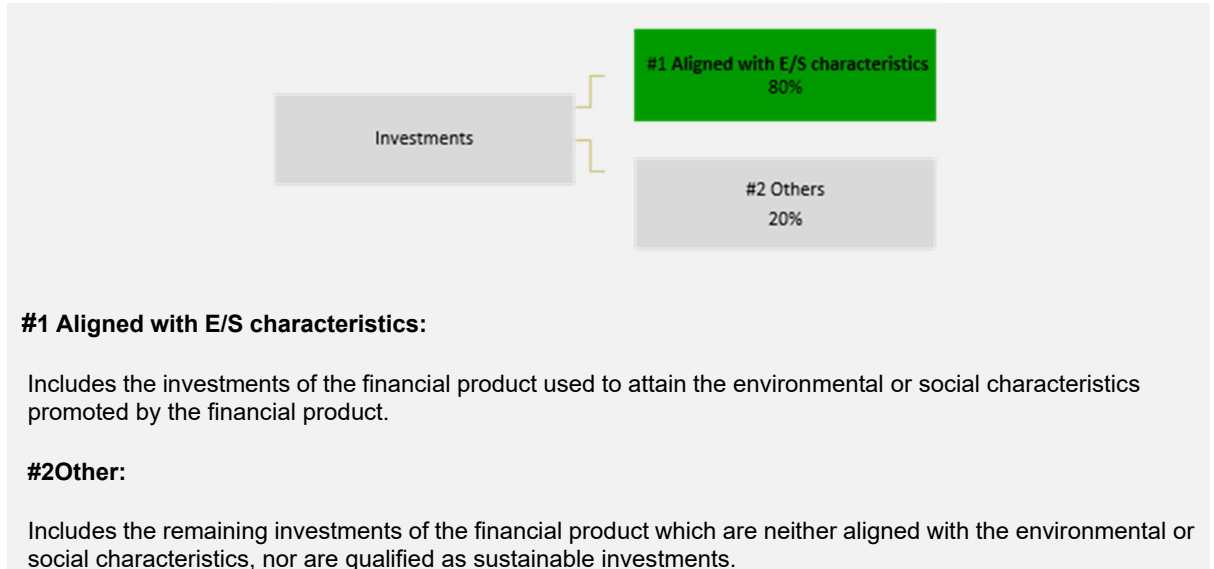 #1 Aligned with E/S characteristics
80%
Investments
#2 Others
20%
#1 Aligned with E/S characteristics:
Includes the investments of the financial product used to attain the environmental or social characteristics
promoted by the financial product.
#2Other:
Includes the remaining investments of the financial product which are neither aligned with the environmental or
social characteristics, nor are qualified as sustainable investments.